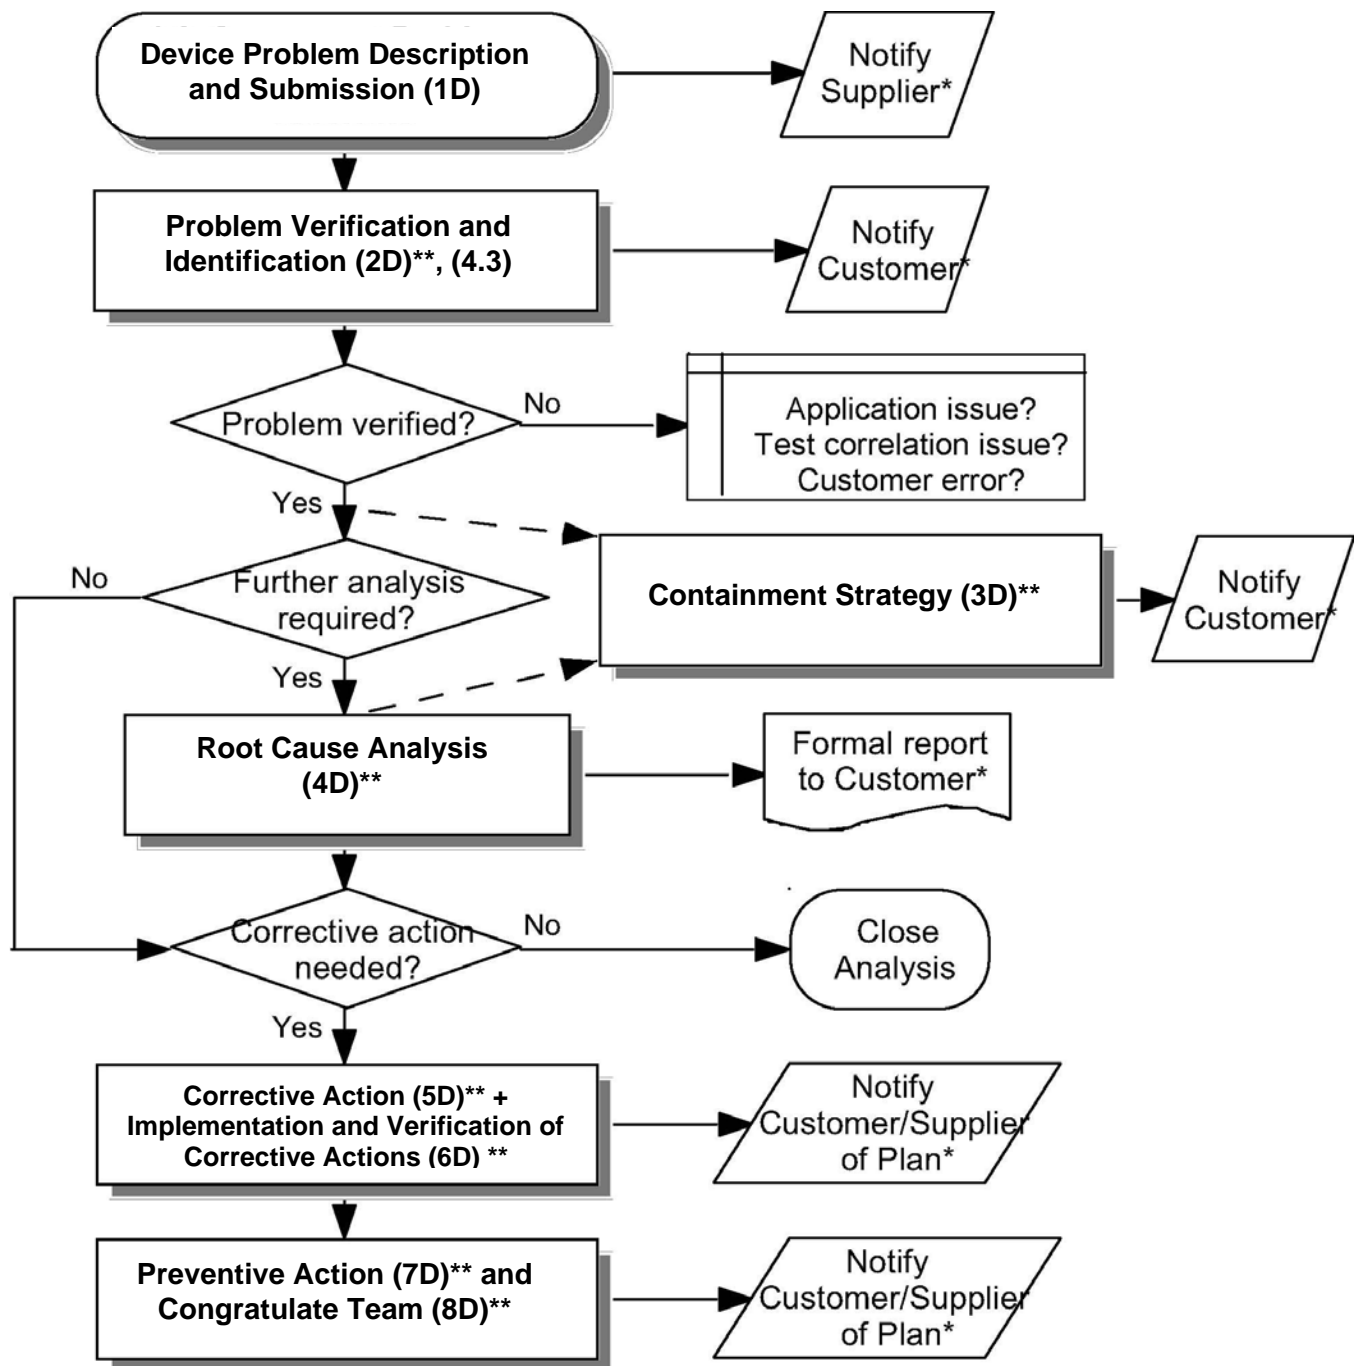 Device Problem Description
and Submission (1D)
Notify
Supplier*
Problem Verification and
Identification (2D)**, (4.3)
Notify
Customer*
Problem verified?
No
Application issue?
Test correlation issue?
Customer error?
Yes
No
Further analysis
required?
Containment Strategy (3D)**
Notify
Customer*
Yes
Root Cause Analysis
(4D)**
Formal report
to Customer*
Corrective action
needed?
No
Close
Analysis
Yes
Corrective Action (5D)** +
Implementation and Verification of
Corrective Actions (6D) **
Notify
Customer/Supplier
of Plan*
Preventive Action (7D)** and
Congratulate Team (8D)**
Notify
Customer/Supplier
of Plan*